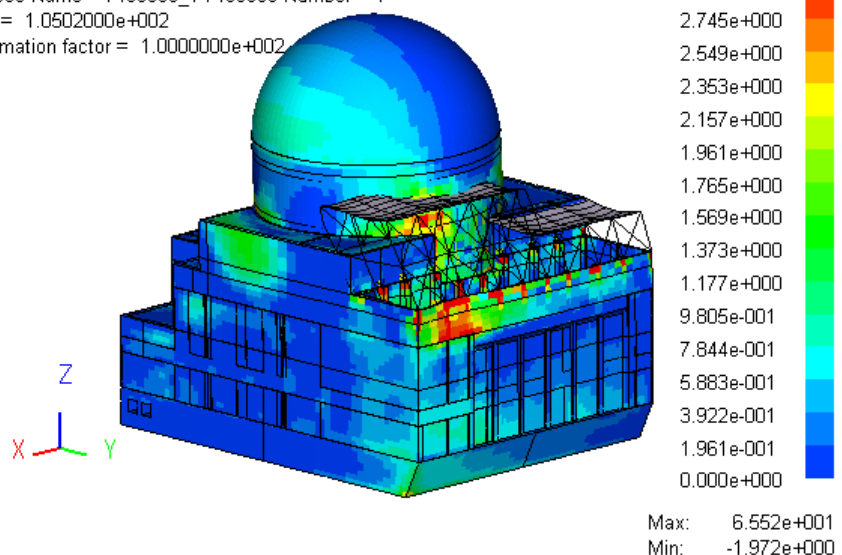 = 1.0502000e+002
mation factor = 1.0000000e+002
2.745e+000
2.549e+000
2.353e+000
2.157e+000
1.961e+000
1.765e+000
1.569e+000
1.373e+000
1.177e+000
9.805e-001
7.844e-001
5.883e-001
3.922e-001
1.961e-001
0.000e+000
Z
X Y
Max: 6.552e+001
Min: -1.972e+000